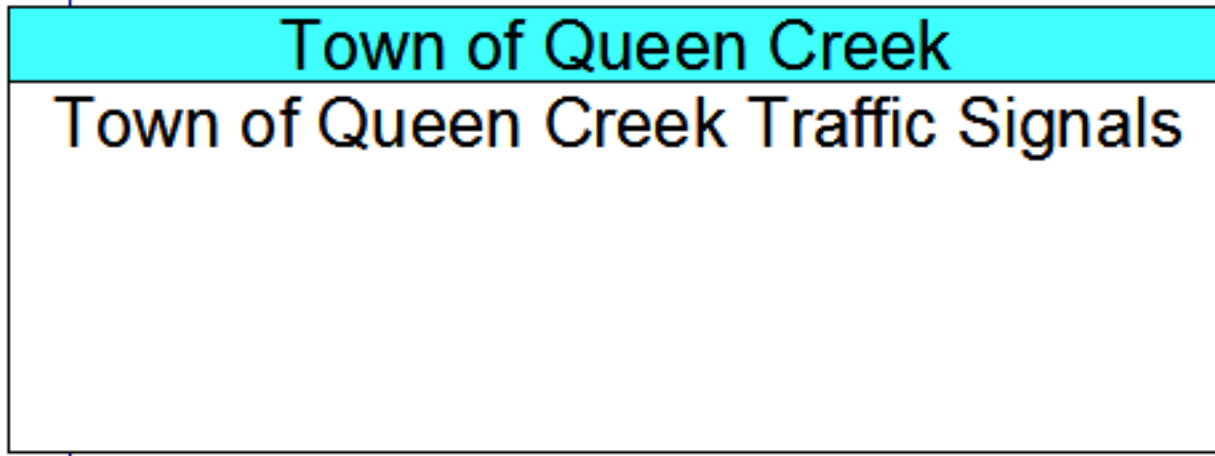 Town of Queen Creek
Town of Queen Creek Traffic Signals